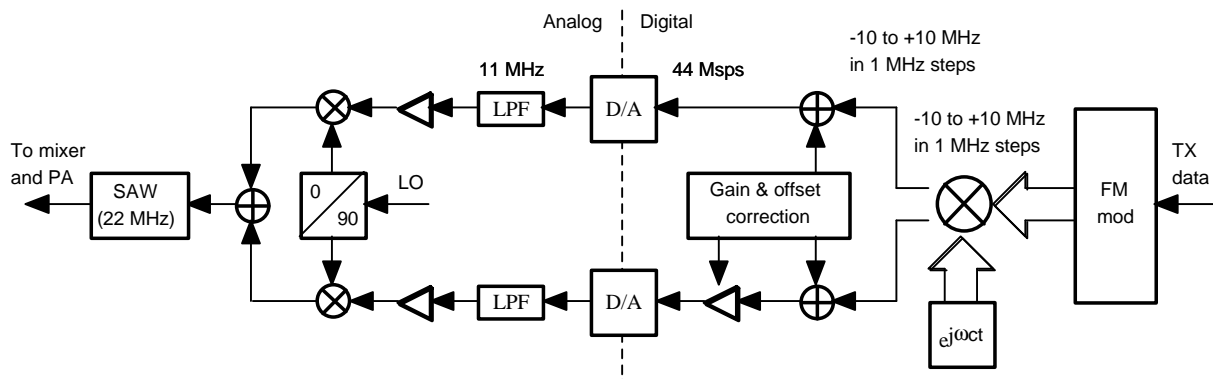 Analog
Digital
-10 to +10 MHz
in 1 MHz steps
11 MHz
44 Msps
LPF
D/A
-10 to +10 MHz
in 1 MHz steps
To mixer
and PA
SAW
(22 MHz)
0
90
LO
Gain & offset
correction
FM
mod
TX
data
LPF
D/A
ejωct